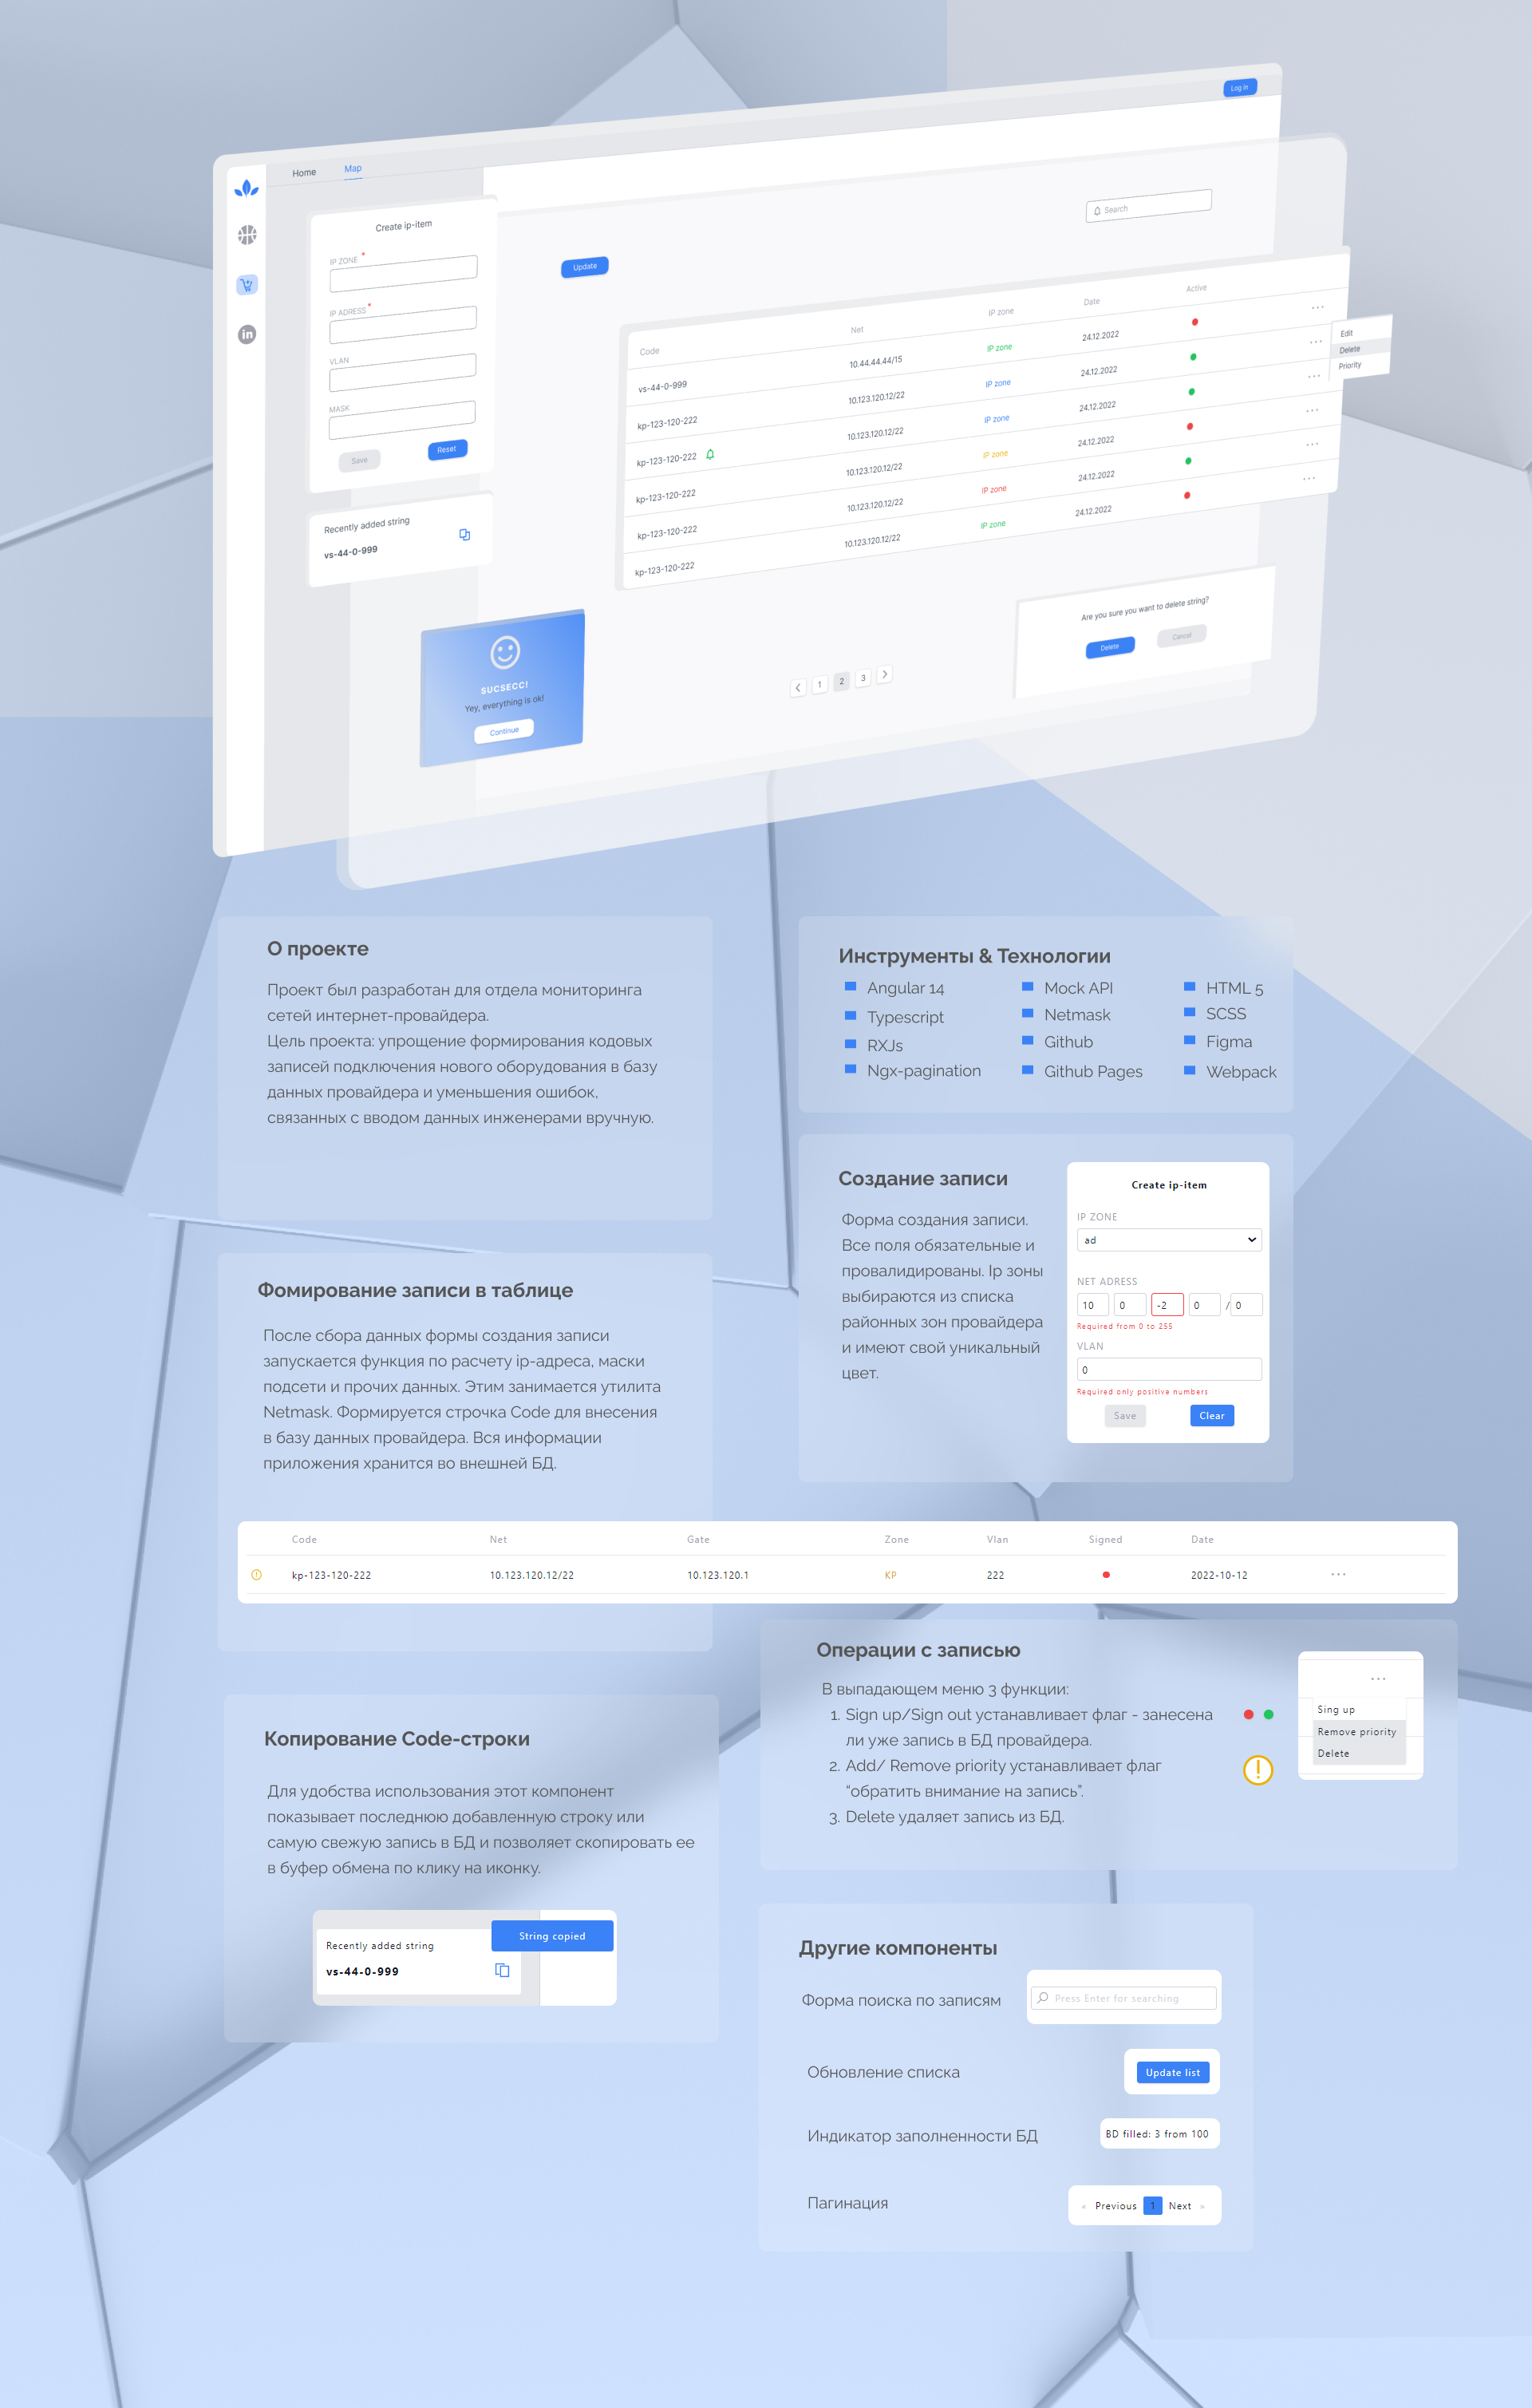 Log in
Home
Map
Create ip-item
IP ZONE *
IP ADRESS *
VLAN
MASK
Save
Reset
Recently added string
vs-44-0-999
Update
Search
Code
Net
IP zone
Date
Active
vs-44-0-999
10.44.44.44/15
IP zone
24.12.2022
kp-123-120-222
10.123.120.12/22
IP zone
24.12.2022
kp-123-120-222
10.123.120.12/22
IP zone
24.12.2022
kp-123-120-222
10.123.120.12/22
IP zone
24.12.2022
kp-123-120-222
10.123.120.12/22
IP zone
24.12.2022
kp-123-120-222
10.123.120.12/22
IP zone
24.12.2022
Edit
Delete
Priority
SUCSECC!
Yey, everything is ok!
Continue
1
2
3
Are you sure you want to delete string?
Delete
Cancel
О проекте
Проект был разработан для отдела мониторинга
сетей интернет-провайдера.
Цель проекта: упрощение формирования кодовых
записей подключения нового оборудования в базу
данных провайдера и уменьшения ошибок,
связанных с вводом данных инженерами вручную.
Инструменты & Технологии
Angular 14
Typescript
RXJs
Ngx-pagination
Mock API
Netmask
Github
Github Pages
HTML 5
SCSS
Figma
Webpack
Создание записи
Форма создания записи.
Все поля обязательные и
провалидированы. Ip зоны
выбираются из списка
районных зон провайдера
и имеют свой уникальный
цвет.
Create ip-item
IP ZONE
ad
NET ADRESS
10 0 -2 0 / 0
Required from 0 to 255
VLAN
0
Required only positive numbers
Save
Clear
Фомирование записи в таблице
После сбора данных формы создания записи
запускается функция по расчету ip-адреса, маски
подсети и прочих данных. Этим занимается утилита
Netmask. Формируется строчка Code для внесения
в базу данных провайдера. Вся информации
приложения хранится во внешней БД.
Code Net Gate Zone Vlan Signed Date
kp-123-120-222 10.123.120.12/22 10.123.120.1 KP 222 2022-10-12 ...
Операции с записью
В выпадающем меню 3 функции:
1. Sign up/Sign out устанавливает флаг - занесена
ли уже запись в БД провайдера.
2. Add/ Remove priority устанавливает флаг
“обратить внимание на запись”.
3. Delete удаляет запись из БД.
...
Sing up
Remove priority
Delete
Копирование Code-строки
Для удобства использования этот компонент
показывает последнюю добавленную строку или
самую свежую запись в БД и позволяет скопировать ее
в буфер обмена по клику на иконку.
String copied
Recently added string
vs-44-0-999
Другие компоненты
Форма поиска по записям
Press Enter for searching
Обновление списка
Update list
Индикатор заполненности БД
BD filled: 3 from 100
Пагинация
« Previous 1 Next »